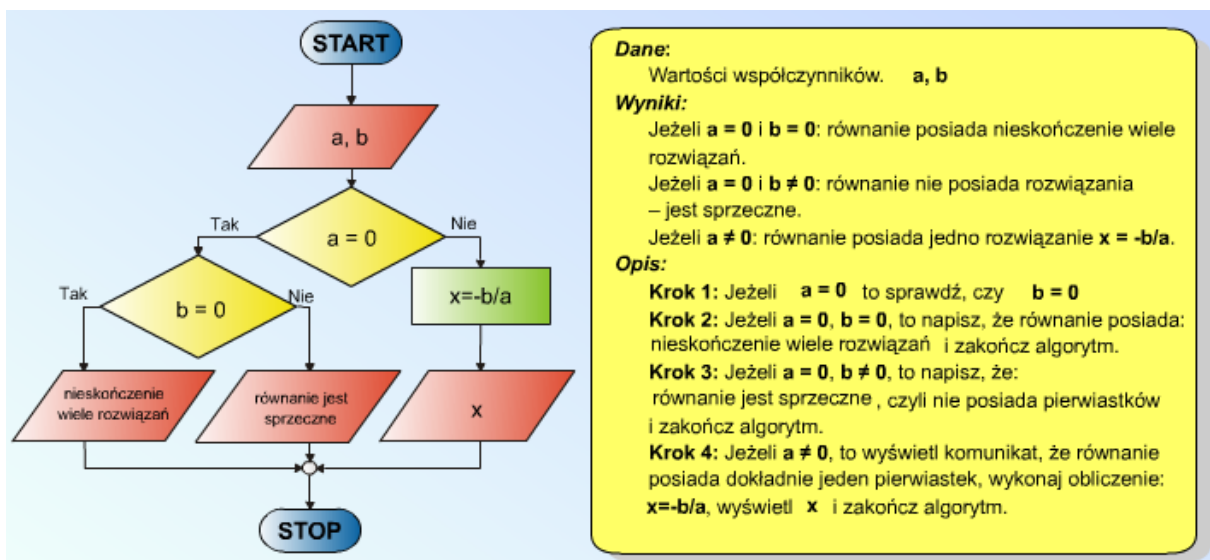 START
a, b
Tak
Nie
a = 0
Tak
Nie
b = 0
x=-b/a
nieskończenie
wiele rozwiązań
równanie jest
sprzeczne
x
STOP
Dane:
Wartości współczynników. a, b
Wyniki:
Jeżeli a = 0 i b = 0: równanie posiada nieskończenie wiele
rozwiązań.
Jeżeli a = 0 i b ≠ 0: równanie nie posiada rozwiązania
– jest sprzeczne.
Jeżeli a ≠ 0: równanie posiada jedno rozwiązanie x = -b/a.
Opis:
Krok 1: Jeżeli a = 0 to sprawdź, czy b = 0
Krok 2: Jeżeli a = 0, b = 0, to napisz, że równanie posiada:
nieskończenie wiele rozwiązań i zakończ algorytm.
Krok 3: Jeżeli a = 0, b ≠ 0, to napisz, że:
równanie jest sprzeczne, czyli nie posiada pierwiastków
i zakończ algorytm.
Krok 4: Jeżeli a ≠ 0, to wyświetl komunikat, że równanie
posiada dokładnie jeden pierwiastek, wykonaj obliczenie:
x=-b/a, wyświetl x i zakończ algorytm.